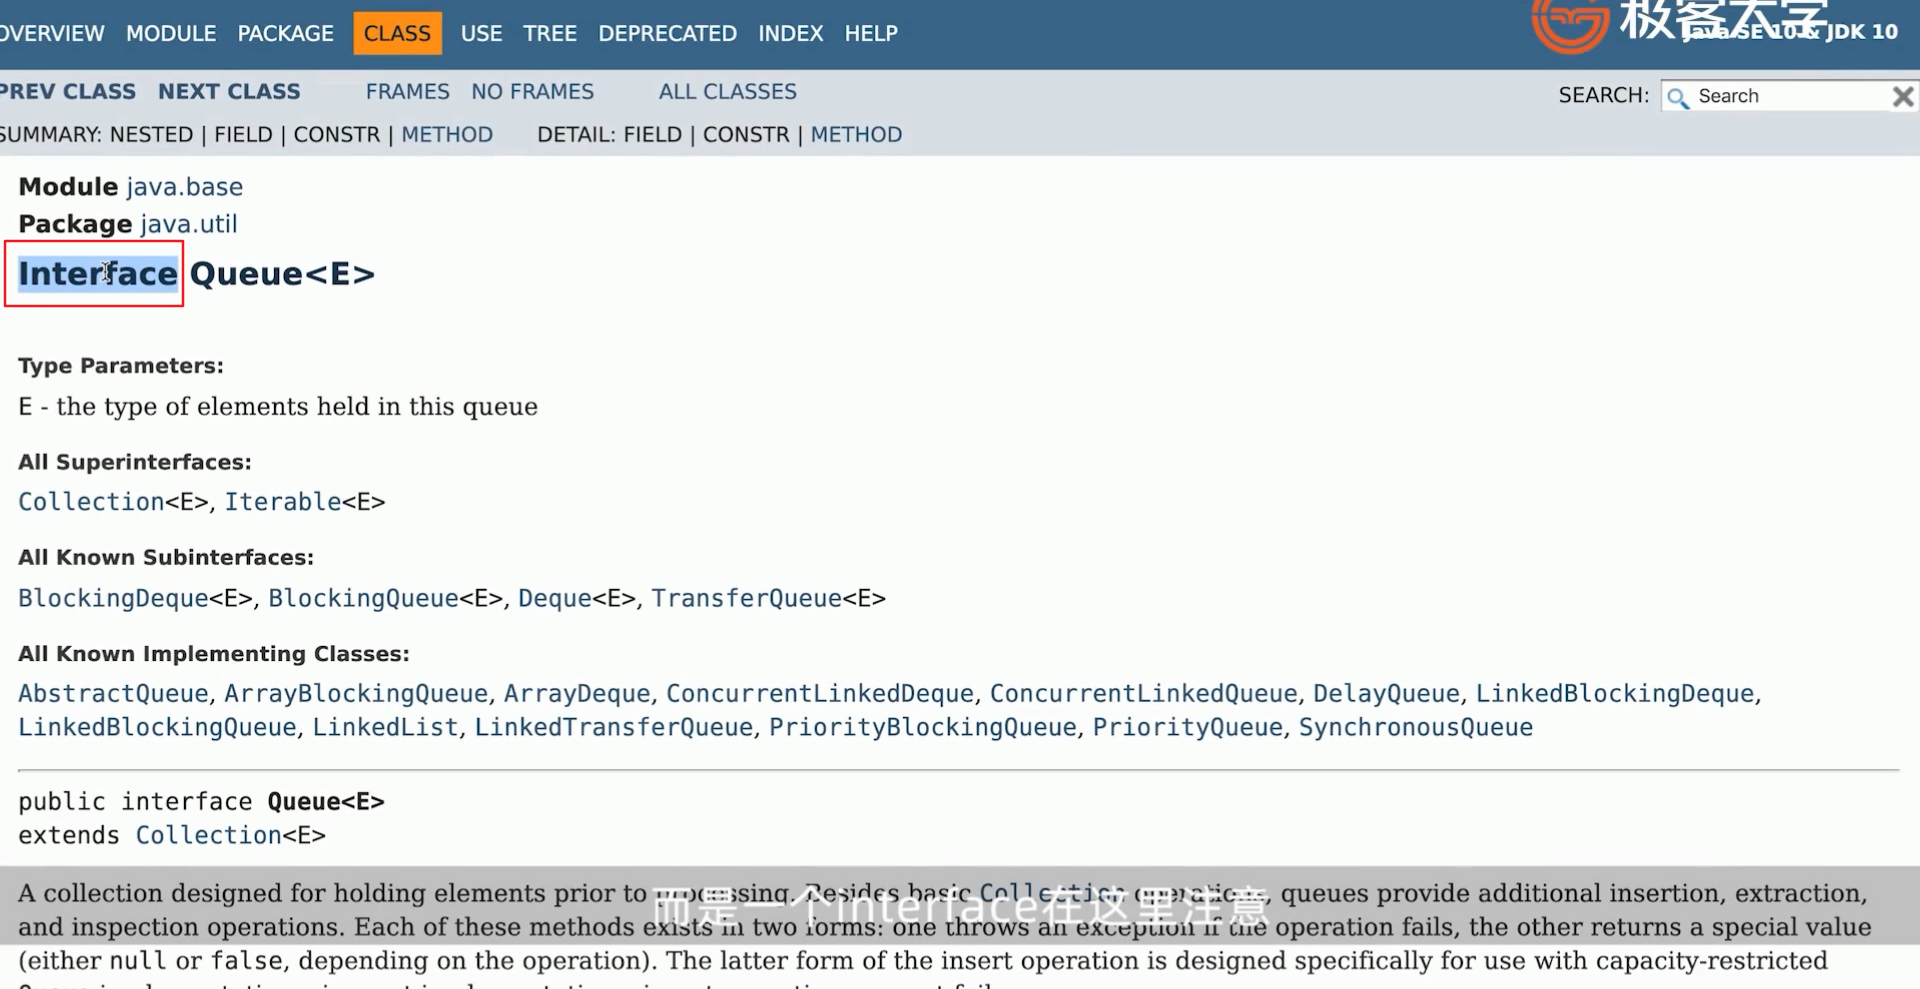 OVERVIEW MODULE PACKAGE CLASS USE TREE DEPRECATED INDEX HELP
极客大学
Java SE 10 & JDK 10
PREV CLASS NEXT CLASS FRAMES NO FRAMES ALL CLASSES
SEARCH: Search
SUMMARY: NESTED | FIELD | CONSTR | METHOD DETAIL: FIELD | CONSTR | METHOD
Module java.base
Package java.util
Interface Queue<E>
Type Parameters:
E - the type of elements held in this queue
All Superinterfaces:
Collection<E>, Iterable<E>
All Known Subinterfaces:
BlockingDeque<E>, BlockingQueue<E>, Deque<E>, TransferQueue<E>
All Known Implementing Classes:
AbstractQueue, ArrayBlockingQueue, ArrayDeque, ConcurrentLinkedDeque, ConcurrentLinkedQueue, DelayQueue, LinkedBlockingDeque,
LinkedBlockingQueue, LinkedList, LinkedTransferQueue, PriorityBlockingQueue, PriorityQueue, SynchronousQueue
public interface Queue<E>
extends Collection<E>
A collection designed for holding elements prior to processing. Besides basic Collection operations, queues provide additional insertion, extraction,
而是一个interface在这里注意
and inspection operations. Each of these methods exists in two forms: one throws an exception if the operation fails, the other returns a special value
(either null or false, depending on the operation). The latter form of the insert operation is designed specifically for use with capacity-restricted